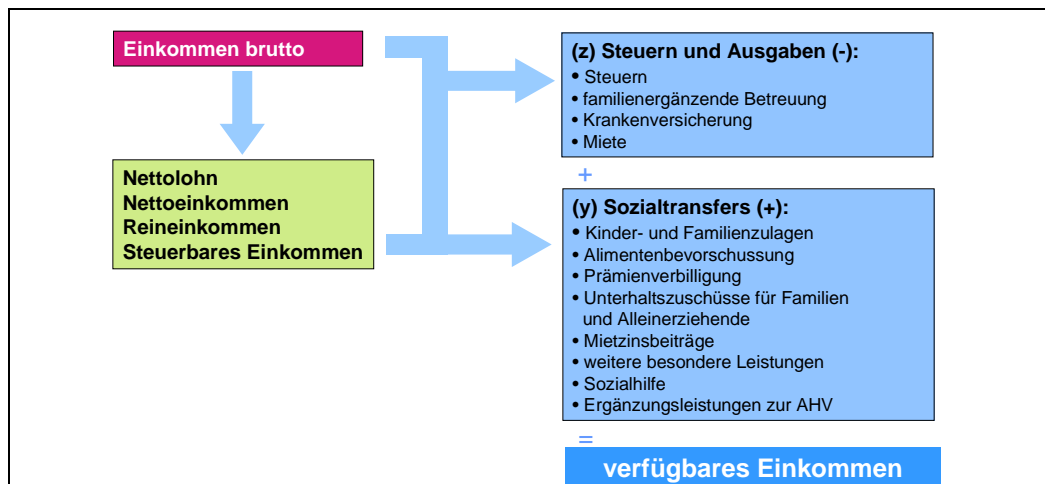 Einkommen brutto
Nettolohn
Nettoeinkommen
Reineinkommen
Steuerbares Einkommen
(z) Steuern und Ausgaben (-):
• Steuern
• familienergänzende Betreuung
• Krankenversicherung
• Miete
+
(y) Sozialtransfers (+):
• Kinder- und Familienzulagen
• Alimentenbevorschussung
• Prämienverbilligung
• Unterhaltszuschüsse für Familien
und Alleinerziehende
• Mietzinsbeiträge
• weitere besondere Leistungen
• Sozialhilfe
• Ergänzungsleistungen zur AHV
=
verfügbares Einkommen